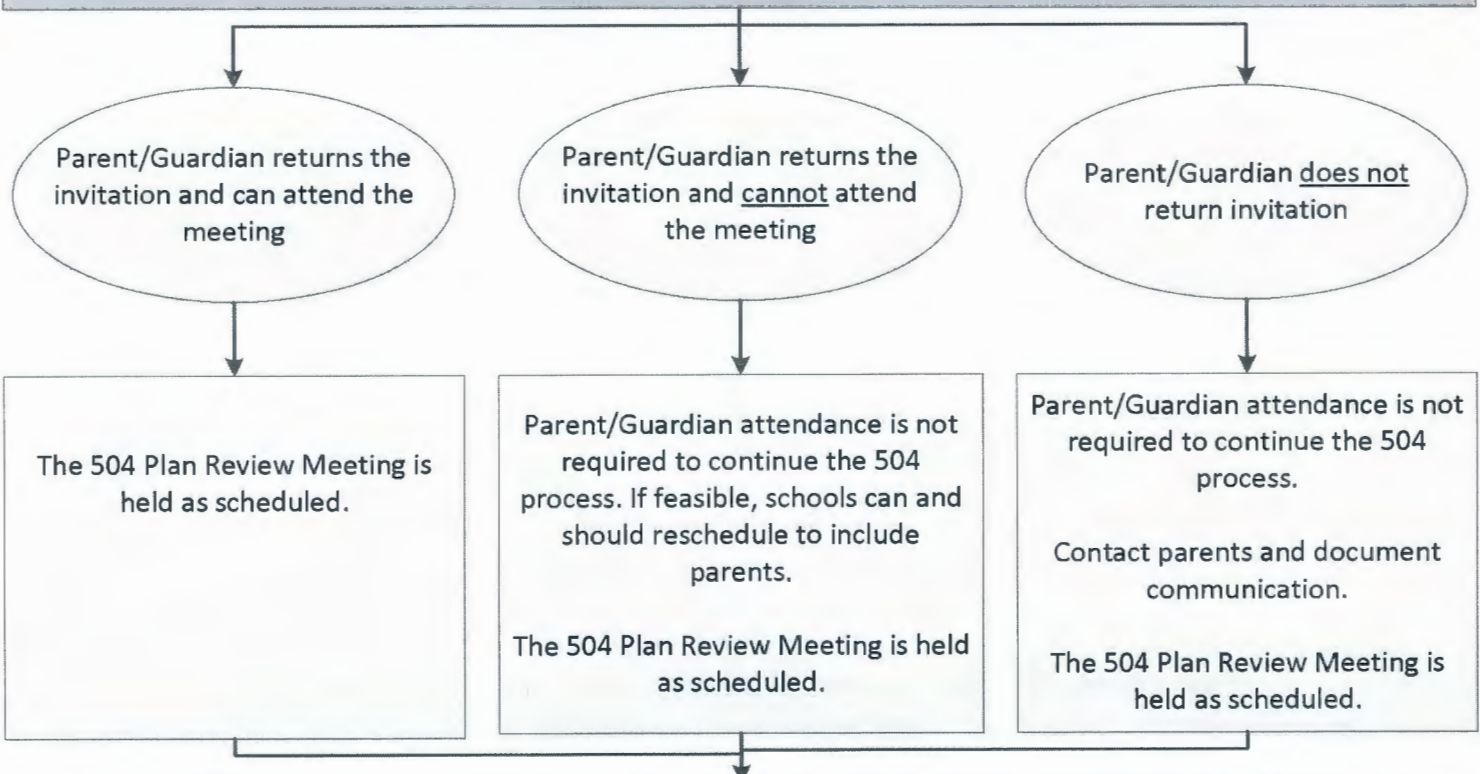 Parent/Guardian returns the
invitation and can attend the
meeting
Parent/Guardian returns the
invitation and cannot attend
the meeting
Parent/Guardian does not
return invitation
The 504 Plan Review Meeting is
held as scheduled.
Parent/Guardian attendance is not
required to continue the 504
process. If feasible, schools can and
should reschedule to include
parents.
The 504 Plan Review Meeting is held
as scheduled.
Parent/Guardian attendance is not
required to continue the 504
process.
Contact parents and document
communication.
The 504 Plan Review Meeting is
held as scheduled.